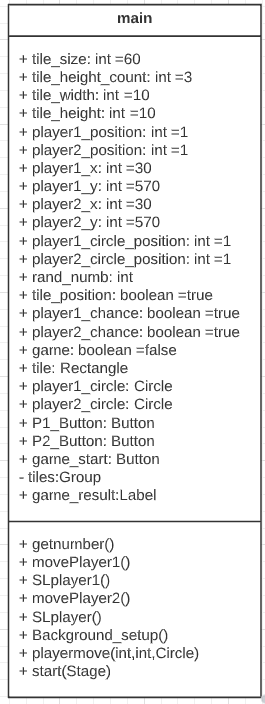 main
+ tile_size: int =60
+ tile_height_count: int =3
+ tile_width: int =10
+ tile_height: int =10
+ player1_position: int =1
+ player2_position: int =1
+ player1_x: int =30
+ player1_y: int =570
+ player2_x: int =30
+ player2_y: int =570
+ player1_circle_position: int =1
+ player2_circle_position: int =1
+ rand_numb: int
+ tile_position: boolean =true
+ player1_chance: boolean =true
+ player2_chance: boolean =true
+ game: boolean =false
+ tile: Rectangle
+ player1_circle: Circle
+ player2_circle: Circle
+ P1_Button: Button
+ P2_Button: Button
+ game_start: Button
- tiles:Group
+ game_result:Label
+ getnumber()
+ movePlayer1()
+ SLplayer1()
+ movePlayer2()
+ SLplayer()
+ Background_setup()
+ playermove(int,int,Circle)
+ start(Stage)